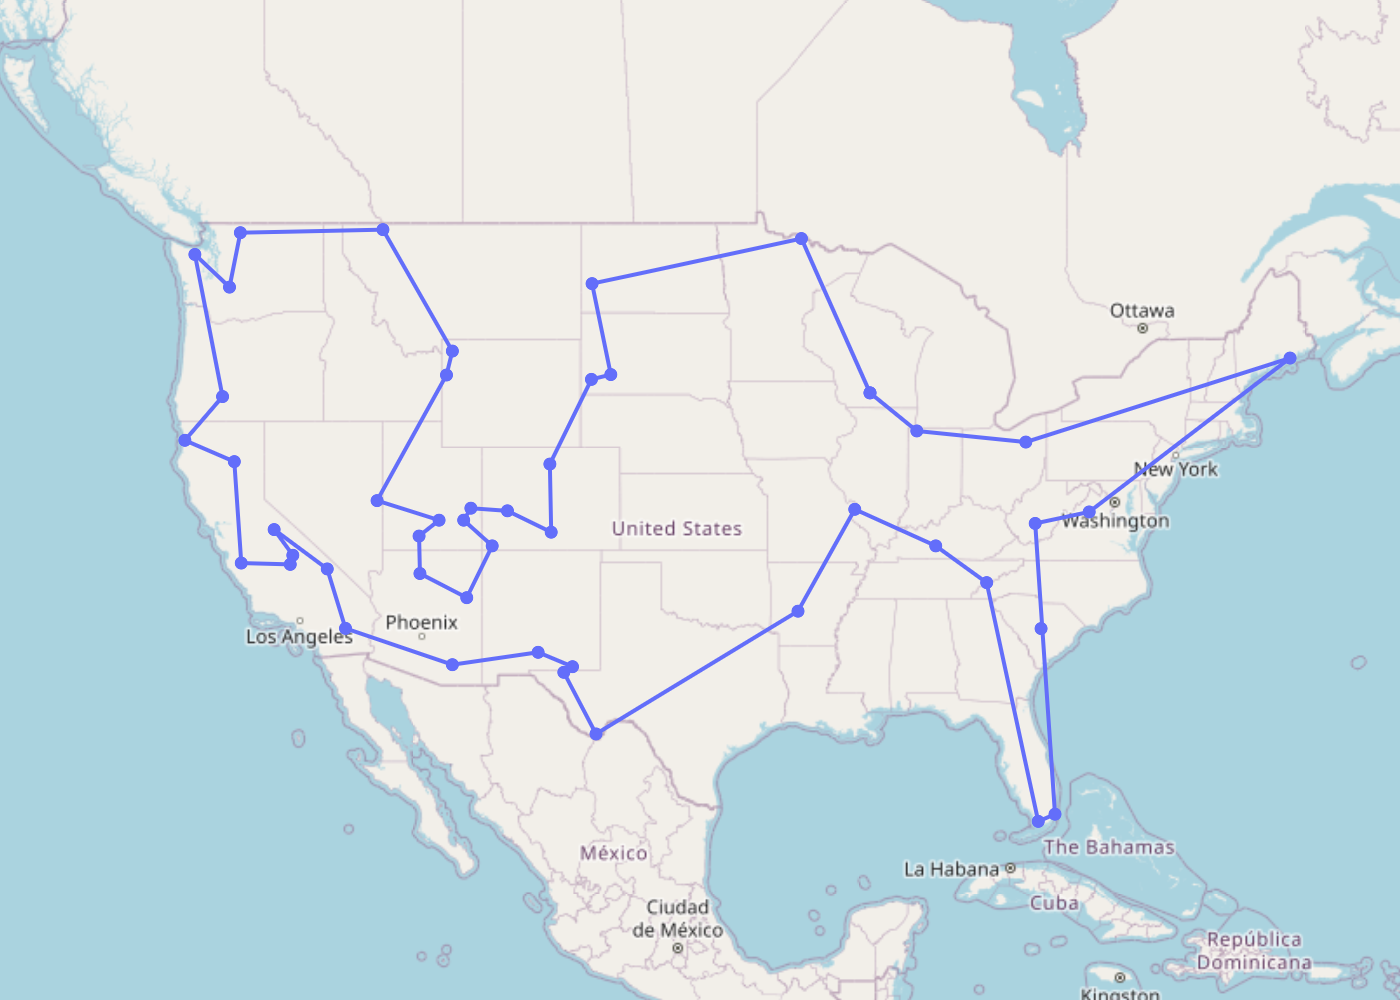 Ottawa
New York
Washington
United States
Phoenix
Los Angeles
The Bahamas
México
La Habana
Cuba
Ciudad
de México
República
Dominicana
Kingston